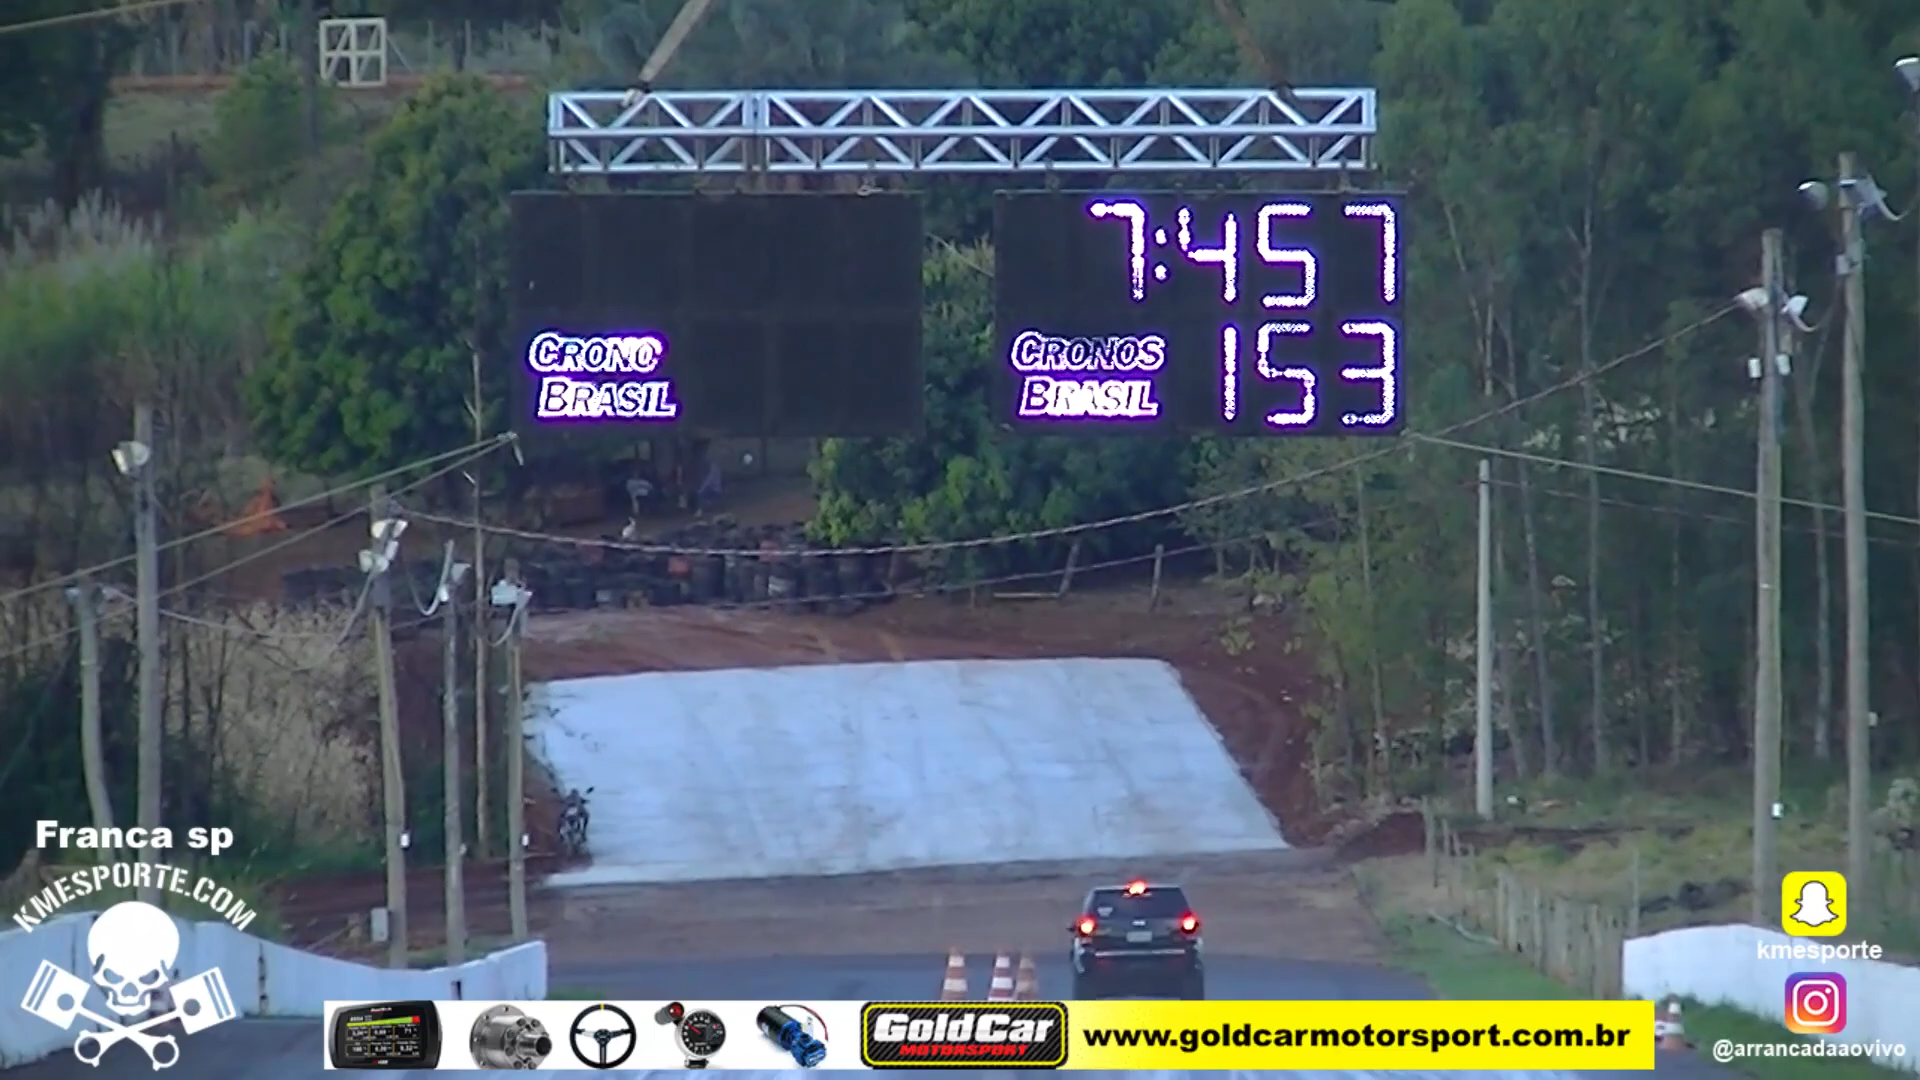 7:457
CRONO
BRASIL
CRONOS
BRASIL
153
Franca sp
KMESPORTE.COM
kmesporte
GoldCar
MOTORSPORT
www.goldcarmotorsport.com.br
@arrancadaaovivo